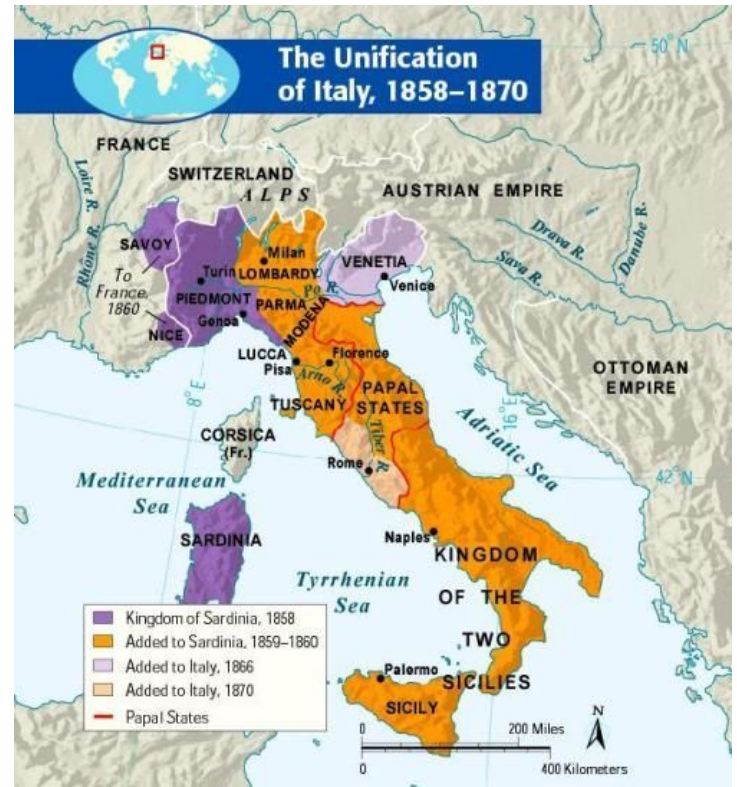 The Unification
of Italy, 1858–1870
50° N
FRANCE
Loire R.
SWITZERLAND
ALPS
AUSTRIAN EMPIRE
Rhône R.
Drava R.
Danube R.
Sava R.
SAVOY
Milan
LOMBARDY
VENETIA
Venice
To
France,
1860
Turin
PIEDMONT
Po R.
PARMA
MODENA
Genoa
NICE
LUCCA
Pisa
Florence
Arno R.
OTTOMAN
EMPIRE
8°E
TUSCANY
PAPAL
STATES
Tiber R.
Adriatic Sea
16°E
CORSICA
(Fr.)
Rome
42°N
Mediterranean
Sea
SARDINIA
Naples
KINGDOM
OF THE
TWO
SICILIES
Tyrrhenian
Sea
Palermo
SICILY
Kingdom of Sardinia, 1858
Added to Sardinia, 1859–1860
Added to Italy, 1866
Added to Italy, 1870
Papal States
N
0 200 Miles
0 400 Kilometers